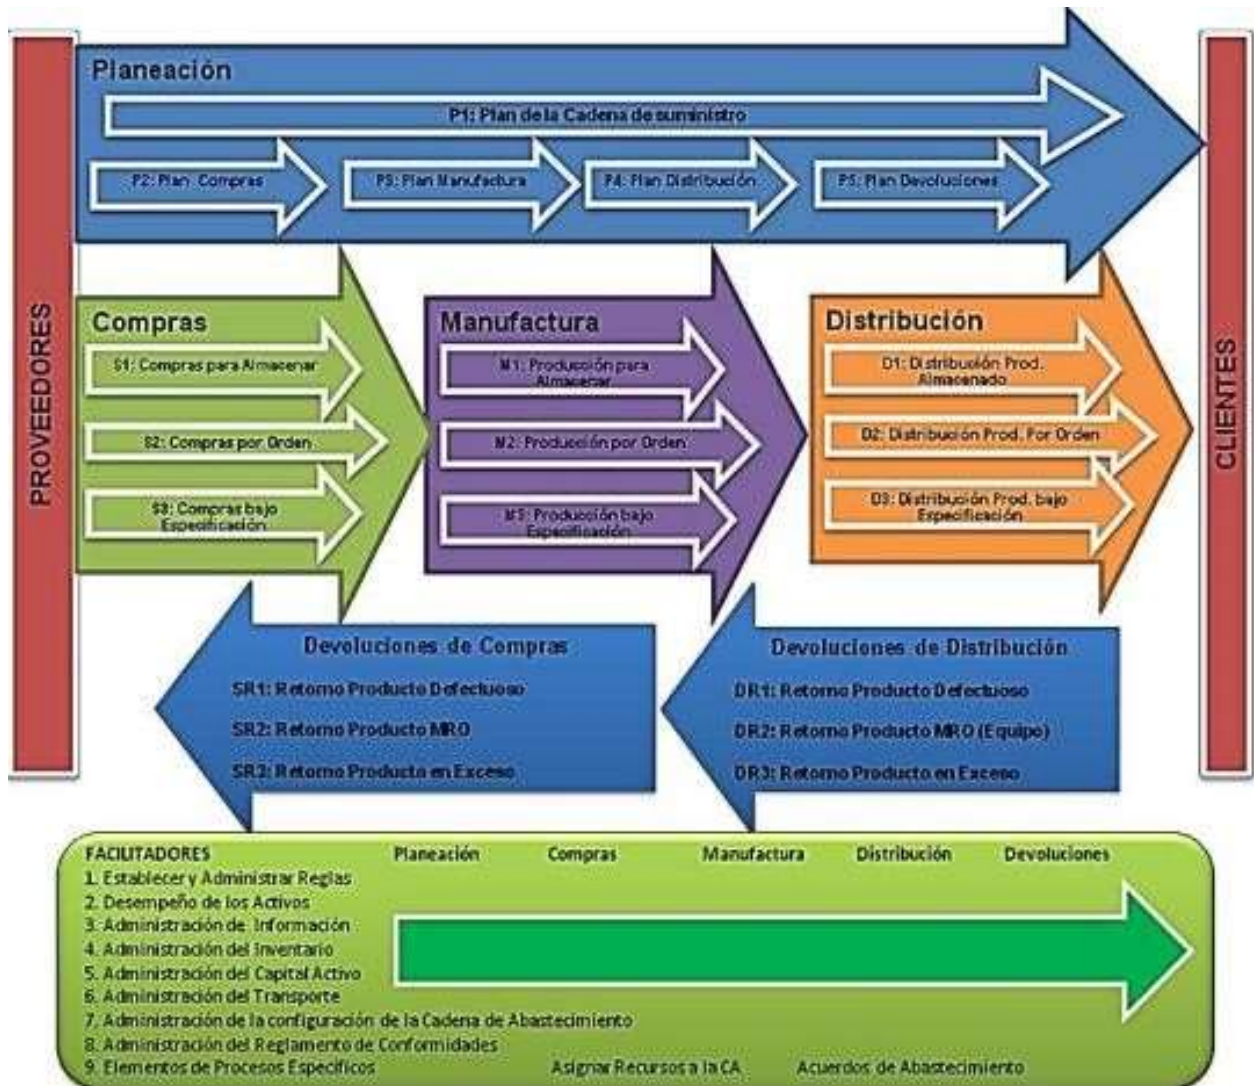 PROVEEDORES
CLIENTES
Planeación
P1: Plan de la Cadena de suministro
P2: Plan Compras
P3: Plan Manufactura
P4: Plan Distribución
P5: Plan Devoluciones
Compras
S1: Compras para Almacenar
S2: Compras por Orden
S3: Compras bajo
Especificación
Manufactura
M1: Producción para
Almacenar
M2: Producción por Orden
M3: Producción bajo
Especificación
Distribución
D1: Distribución Prod.
Almacenado
D2: Distribución Prod. Por Orden
D3: Distribución Prod. bajo
Especificación
Devoluciones de Compras
SR1: Retorno Producto Defectuoso
SR2: Retorno Producto MRO
SR3: Retorno Producto en Exceso
Devoluciones de Distribución
DR1: Retorno Producto Defectuoso
DR2: Retorno Producto MRO (Equipo)
DR3: Retorno Producto en Exceso
FACILITADORES Planeación Compras Manufactura Distribución Devoluciones
1. Establecer y Administrar Reglas
2. Desempeño de los Activos
3. Administración de Información
4. Administración del Inventario
5. Administración del Capital Activo
6. Administración del Transporte
7. Administración de la configuración de la Cadena de Abastecimiento
8. Administración del Reglamento de Conformidades
9. Elementos de Procesos Específicos Asignar Recursos a la CA Acuerdos de Abastecimiento